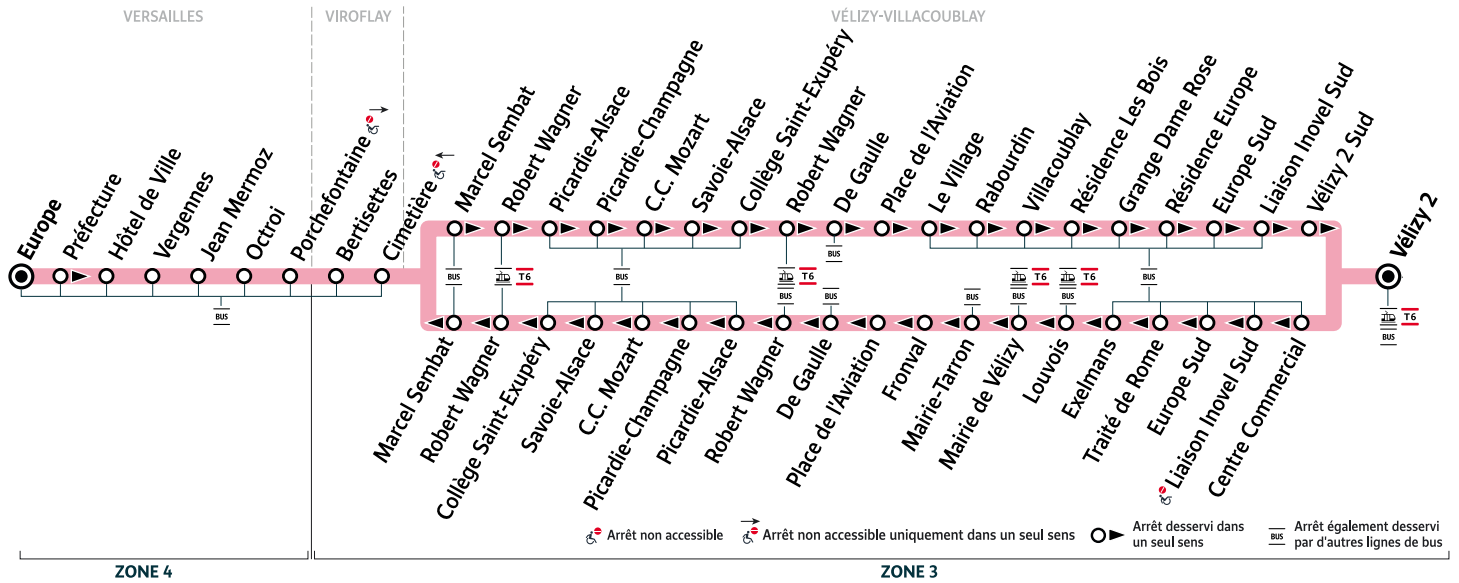 VERSAILLES
VIROFLAY
VÉLIZY-VILLACOUBLAY
Europe
Préfecture
Hôtel de Ville
Vergennes
Jean Mermoz
Octroi
Porchefontaine
Bertisettes
Cimetière
Marcel Sembat
Robert Wagner
Picardie-Alsace
Picardie-Champagne
C.C. Mozart
Savoie-Alsace
Collège Saint-Exupéry
Robert Wagner
De Gaulle
Place de l'Aviation
Le Village
Rabourdin
Villacoublay
Résidence Les Bois
Grange Dame Rose
Résidence Europe
Europe Sud
Liaison Inovel Sud
Vélizy 2 Sud
Vélizy 2
BUS
BUS
T6
BUS
BUS
T6
BUS
BUS
BUS
BUS
T6
BUS
T6
BUS
BUS
T6
BUS
Marcel Sembat
Robert Wagner
Collège Saint-Exupéry
Savoie-Alsace
C.C. Mozart
Picardie-Champagne
Picardie-Alsace
Robert Wagner
De Gaulle
Place de l'Aviation
Fronval
Mairie-Tarron
Mairie de Vélizy
Louvois
Exelmans
Traité de Rome
Europe Sud
Liaison Inovel Sud
Centre Commercial
Arrêt non accessible
Arrêt non accessible uniquement dans un seul sens
Arrêt desservi dans
un seul sens
BUS
Arrêt également desservi
par d'autres lignes de bus
ZONE 4
ZONE 3